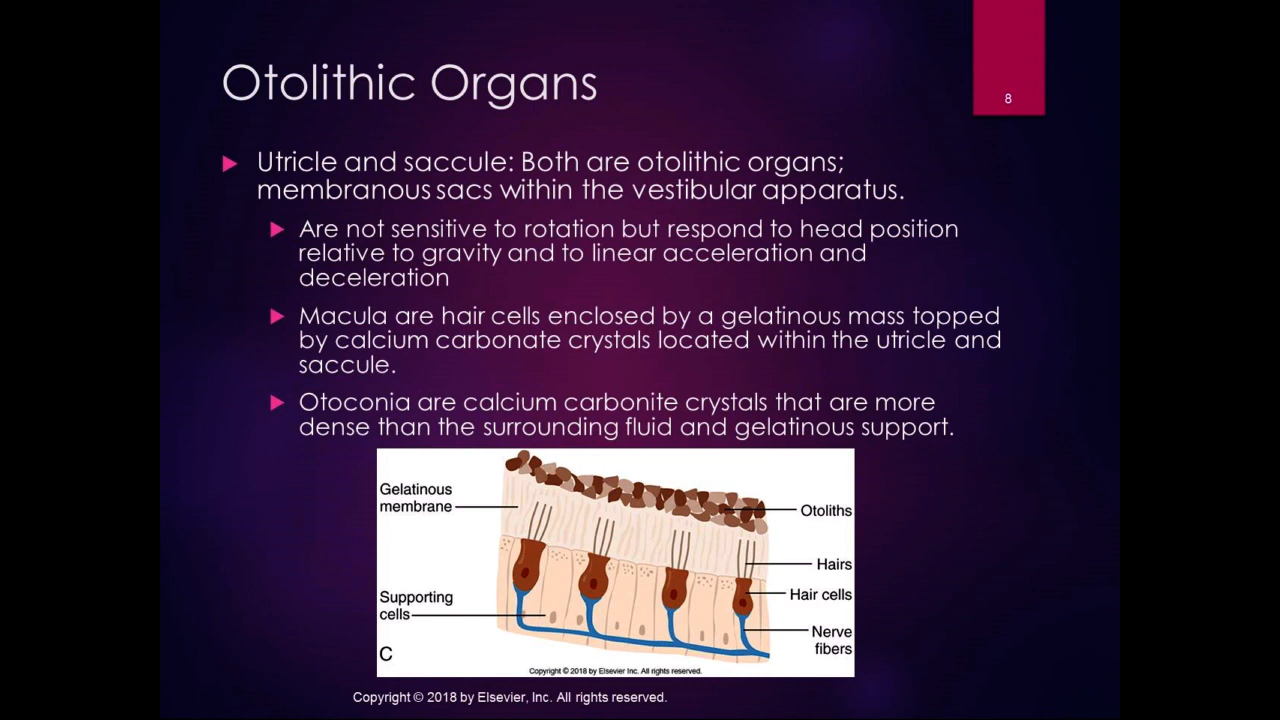 Otolithic Organs
8
Utricle and saccule: Both are otolithic organs;
membranous sacs within the vestibular apparatus.
Are not sensitive to rotation but respond to head position
relative to gravity and to linear acceleration and
deceleration
Macula are hair cells enclosed by a gelatinous mass topped
by calcium carbonate crystals located within the utricle and
saccule.
Otoconia are calcium carbonite crystals that are more
dense than the surrounding fluid and gelatinous support.
Gelatinous
membrane
Otoliths
Hairs
Hair cells
Supporting
cells
Nerve
fibers
C
Copyright © 2018 by Elsevier Inc. All rights reserved.
Copyright © 2018 by Elsevier, Inc. All rights reserved.